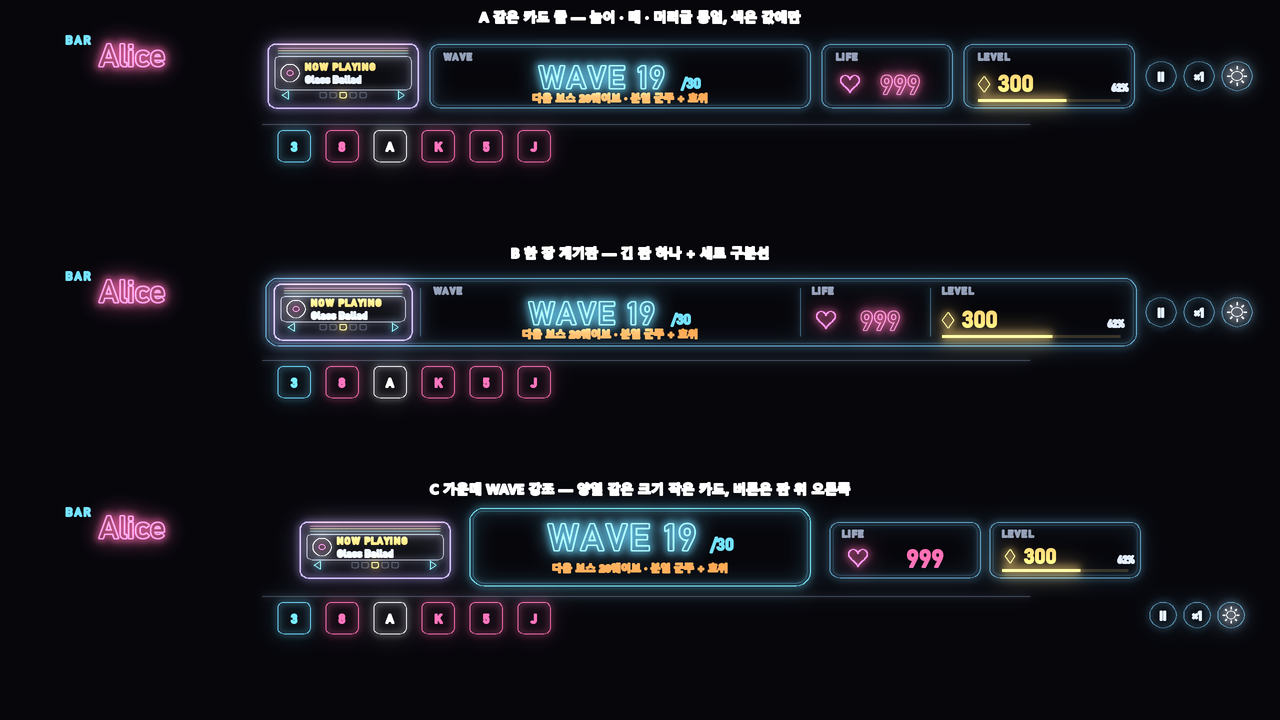 A 같은 카드 줄 — 높이 · 테 · 머리글 통일, 색은 값에만
BAR
Alice
NOW PLAYING
Glass Ballad
WAVE
WAVE 19 /30
다음 보스 20웨이브 · 분열 군주 + 호위
LIFE
999
LEVEL
300
62%
x1
3 8 A K 5 J
B 한 장 계기판 — 긴 판 하나 + 세로 구분선
BAR
Alice
NOW PLAYING
Glass Ballad
WAVE
WAVE 19 /30
다음 보스 20웨이브 · 분열 군주 + 호위
LIFE
999
LEVEL
300
62%
x1
3 8 A K 5 J
C 가운데 WAVE 강조 — 양옆 같은 크기 작은 카드, 버튼은 판 위 오른쪽
BAR
Alice
NOW PLAYING
Glass Ballad
WAVE 19 /30
다음 보스 20웨이브 · 분열 군주 + 호위
LIFE
999
LEVEL
300
62%
3 8 A K 5 J
x1